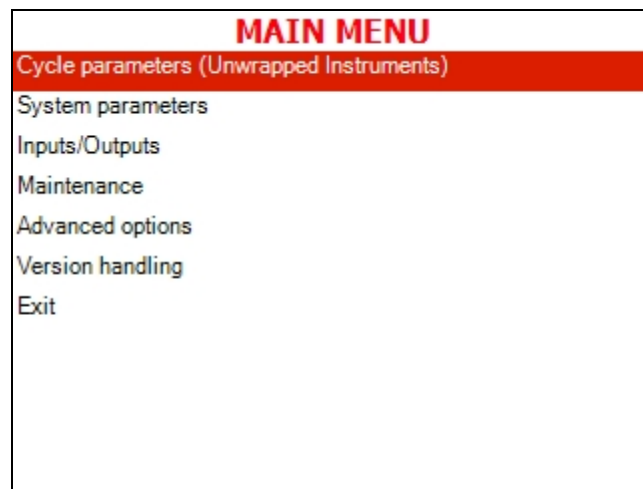 MAIN MENU
Cycle parameters (Unwrapped Instruments)
System parameters
Inputs/Outputs
Maintenance
Advanced options
Version handling
Exit